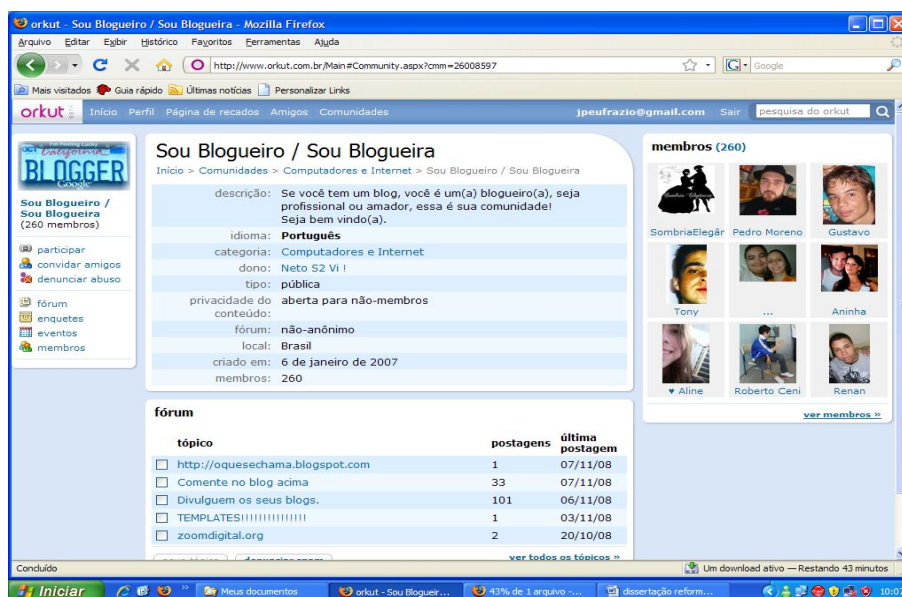 orkut - Sou Blogueiro / Sou Blogueira - Mozilla Firefox
Arquivo Editar Exibir Histórico Favoritos Ferramentas Ajuda
http://www.orkut.com.br/Main#Community.aspx?cmm=26008597
G Google
Mais visitados Guia rápido Últimas notícias Personalizar Links
orkut Início Perfil Página de recados Amigos Comunidades jpeufrazio@gmail.com Sair pesquisa do orkut
OCT California
BLOGGER
Google
Sou Blogueiro /
Sou Blogueira
(260 membros)
participar
convidar amigos
denunciar abuso
fórum
enquetes
eventos
membros
Sou Blogueiro / Sou Blogueira
Início > Comunidades > Computadores e Internet > Sou Blogueiro / Sou Blogueira
descrição: Se você tem um blog, você é um(a) blogueiro(a), seja
profissional ou amador, essa é sua comunidade!
Seja bem vindo(a).
idioma: Português
categoria: Computadores e Internet
dono: Neto S2 Vi !
tipo: pública
privacidade do conteúdo: aberta para não-membros
fórum: não-anônimo
local: Brasil
criado em: 6 de janeiro de 2007
membros: 260
fórum
tópico postagens última postagem
http://oquesechama.blogspot.com 1 07/11/08
Comente no blog acima 33 07/11/08
Divulguem os seus blogs. 101 06/11/08
TEMPLATES!!!!!!!!!!!!!! 1 03/11/08
zoomdigital.org 2 20/10/08
ver todos os tópicos »
membros (260)
SombriaElegân Pedro Moreno Gustavo
Tony ... Aninha
♥ Aline Roberto Ceni Renan
ver membros »
Concluído Um download ativo — Restando 43 minutos
Iniciar Meus documentos orkut - Sou Blogueir... 43% de 1 arquivo -... dissertação reform... 10:07